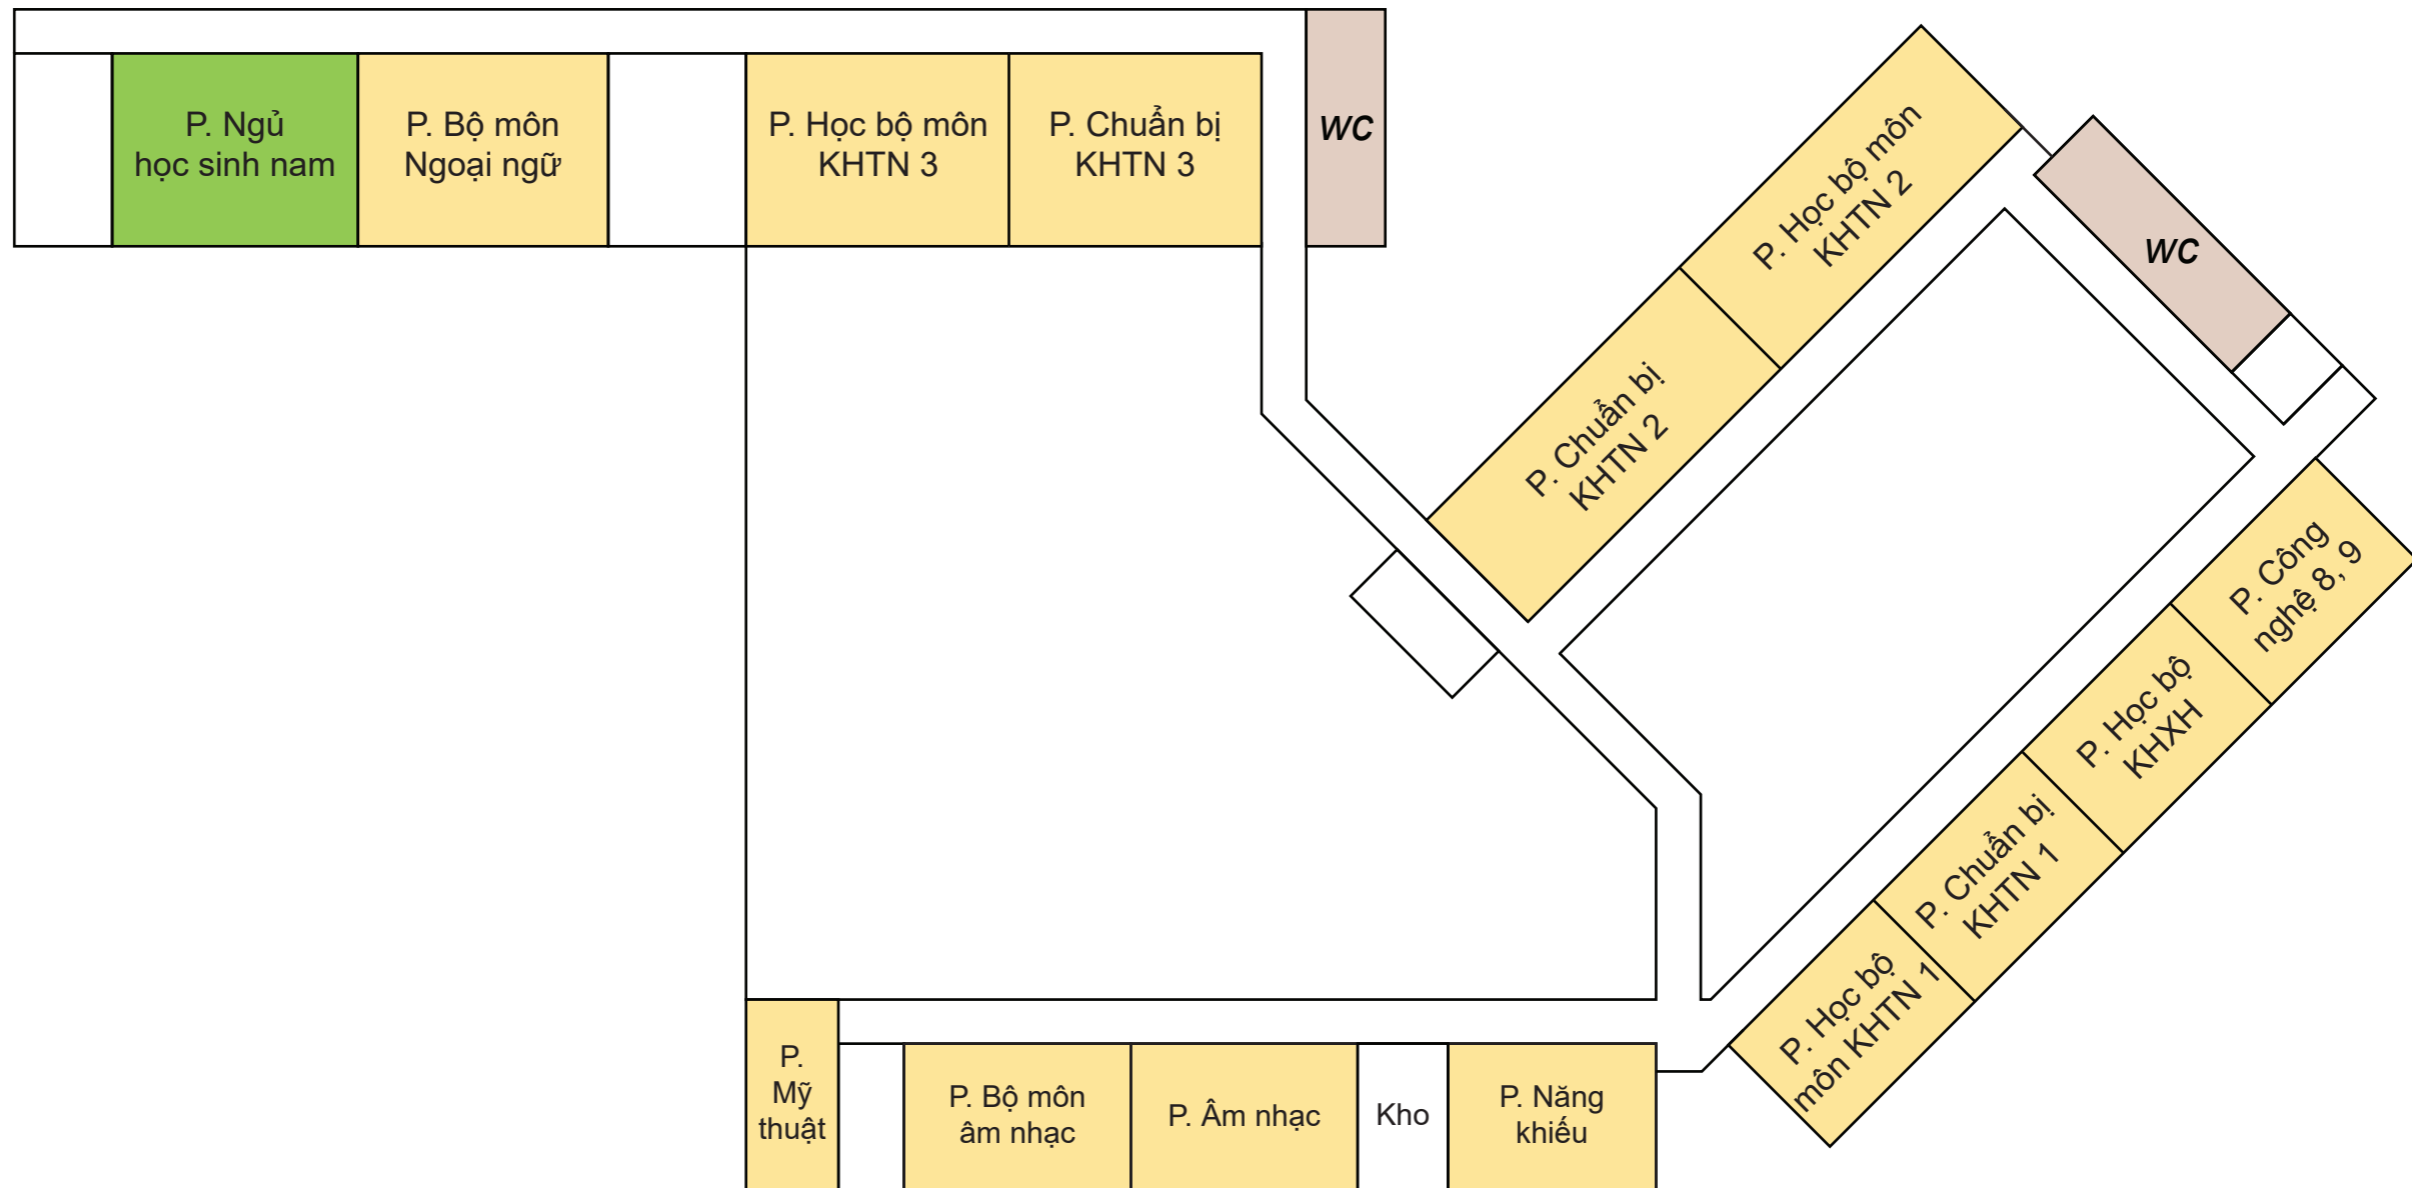 P. Ngủ
học sinh nam
P. Bộ môn
Ngoại ngữ
P. Học bộ môn
KHTN 3
P. Chuẩn bị
KHTN 3
WC
P. Học bộ môn
KHTN 2
WC
P. Chuẩn bị
KHTN 2
P. Công
nghệ 8, 9
P. Học bộ
KHXH
P. Chuẩn bị
KHTN 1
P. Học bộ
môn KHTN 1
P.
Mỹ
thuật
P. Bộ môn
âm nhạc
P. Âm nhạc
Kho
P. Năng
khiếu